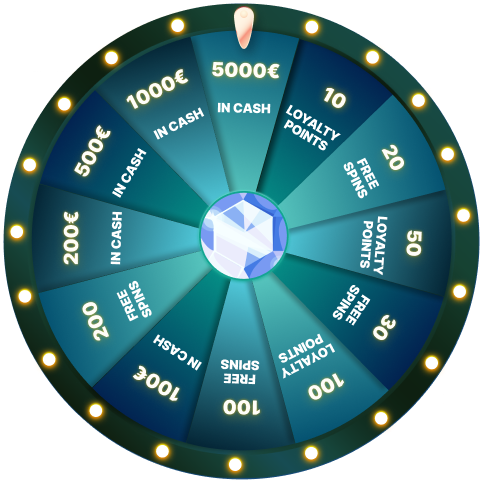 5000€
IN CASH
10
LOYALTY
POINTS
20
FREE
SPINS
50
LOYALTY
POINTS
30
FREE
SPINS
100
LOYALTY
POINTS
100
FREE
SPINS
100€
IN CASH
200
FREE
SPINS
200€
IN CASH
500€
IN CASH
1000€
IN CASH